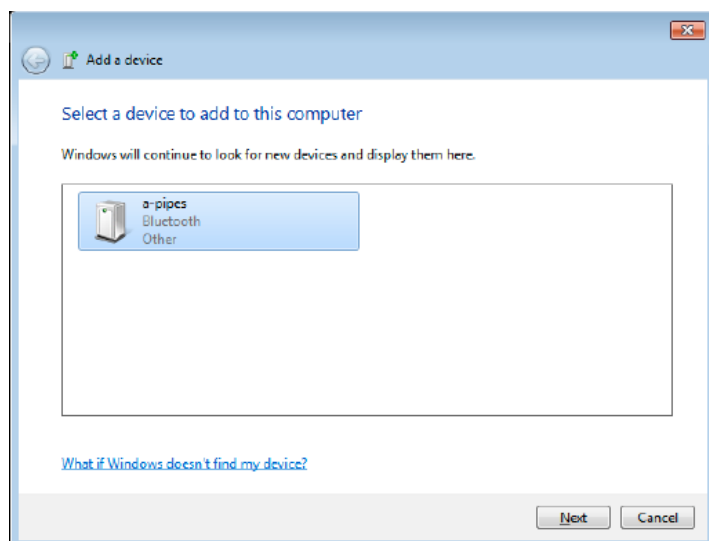 Add a device
Select a device to add to this computer
Windows will continue to look for new devices and display them here.
a-pipes
Bluetooth
Other
What if Windows doesn't find my device?
Next
Cancel